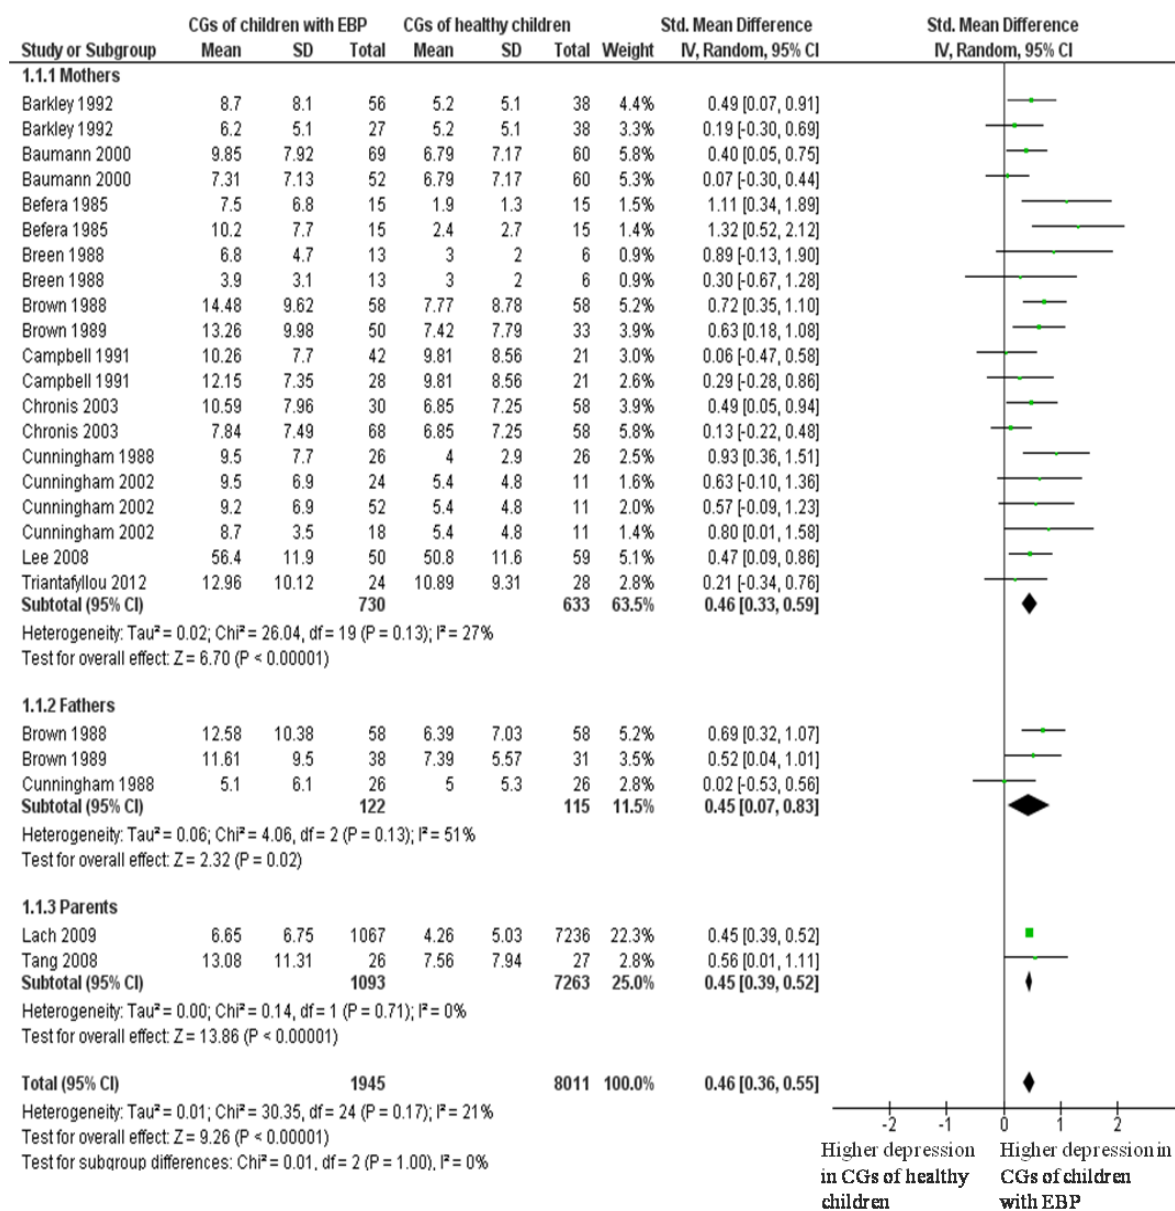 CGs of children with EBP CGs of healthy children Std. Mean Difference Std. Mean Difference
Study or Subgroup Mean SD Total Mean SD Total Weight IV, Random, 95% CI IV, Random, 95% CI
1.1.1 Mothers
Barkley 1992 8.7 8.1 56 5.2 5.1 38 4.4% 0.49 [0.07, 0.91]
Barkley 1992 6.2 5.1 27 5.2 5.1 38 3.3% 0.19 [-0.30, 0.69]
Baumann 2000 9.85 7.92 69 6.79 7.17 60 5.8% 0.40 [0.05, 0.75]
Baumann 2000 7.31 7.13 52 6.79 7.17 60 5.3% 0.07 [-0.30, 0.44]
Befera 1985 7.5 6.8 15 1.9 1.3 15 1.5% 1.11 [0.34, 1.89]
Befera 1985 10.2 7.7 15 2.4 2.7 15 1.4% 1.32 [0.52, 2.12]
Breen 1988 6.8 4.7 13 3 2 6 0.9% 0.89 [-0.13, 1.90]
Breen 1988 3.9 3.1 13 3 2 6 0.9% 0.30 [-0.67, 1.28]
Brown 1988 14.48 9.62 58 7.77 8.78 58 5.2% 0.72 [0.35, 1.10]
Brown 1989 13.26 9.98 50 7.42 7.79 33 3.9% 0.63 [0.18, 1.08]
Campbell 1991 10.26 7.7 42 9.81 8.56 21 3.0% 0.06 [-0.47, 0.58]
Campbell 1991 12.15 7.35 28 9.81 8.56 21 2.6% 0.29 [-0.28, 0.86]
Chronis 2003 10.59 7.96 30 6.85 7.25 58 3.9% 0.49 [0.05, 0.94]
Chronis 2003 7.84 7.49 68 6.85 7.25 58 5.8% 0.13 [-0.22, 0.48]
Cunningham 1988 9.5 7.7 26 4 2.9 26 2.5% 0.93 [0.36, 1.51]
Cunningham 2002 9.5 6.9 24 5.4 4.8 11 1.6% 0.63 [-0.10, 1.36]
Cunningham 2002 9.2 6.9 52 5.4 4.8 11 2.0% 0.57 [-0.09, 1.23]
Cunningham 2002 8.7 3.5 18 5.4 4.8 11 1.4% 0.80 [0.01, 1.58]
Lee 2008 56.4 11.9 50 50.8 11.6 59 5.1% 0.47 [0.09, 0.86]
Triantafyllou 2012 12.96 10.12 24 10.89 9.31 28 2.8% 0.21 [-0.34, 0.76]
Subtotal (95% CI) 730 633 63.5% 0.46 [0.33, 0.59]
Heterogeneity: Tau² = 0.02; Chi² = 26.04, df = 19 (P = 0.13); I² = 27%
Test for overall effect: Z = 6.70 (P < 0.00001)
1.1.2 Fathers
Brown 1988 12.58 10.38 58 6.39 7.03 58 5.2% 0.69 [0.32, 1.07]
Brown 1989 11.61 9.5 38 7.39 5.57 31 3.5% 0.52 [0.04, 1.01]
Cunningham 1988 5.1 6.1 26 5 5.3 26 2.8% 0.02 [-0.53, 0.56]
Subtotal (95% CI) 122 115 11.5% 0.45 [0.07, 0.83]
Heterogeneity: Tau² = 0.06; Chi² = 4.06, df = 2 (P = 0.13); I² = 51%
Test for overall effect: Z = 2.32 (P = 0.02)
1.1.3 Parents
Lach 2009 6.65 6.75 1067 4.26 5.03 7236 22.3% 0.45 [0.39, 0.52]
Tang 2008 13.08 11.31 26 7.56 7.94 27 2.8% 0.56 [0.01, 1.11]
Subtotal (95% CI) 1093 7263 25.0% 0.45 [0.39, 0.52]
Heterogeneity: Tau² = 0.00; Chi² = 0.14, df = 1 (P = 0.71); I² = 0%
Test for overall effect: Z = 13.86 (P < 0.00001)
Total (95% CI) 1945 8011 100.0% 0.46 [0.36, 0.55]
Heterogeneity: Tau² = 0.01; Chi² = 30.35, df = 24 (P = 0.17); I² = 21%
Test for overall effect: Z = 9.26 (P < 0.00001)
Test for subgroup differences: Chi² = 0.01, df = 2 (P = 1.00), I² = 0%
-2 -1 0 1 2
Higher depression Higher depression in
in CGs of healthy CGs of children
children with EBP